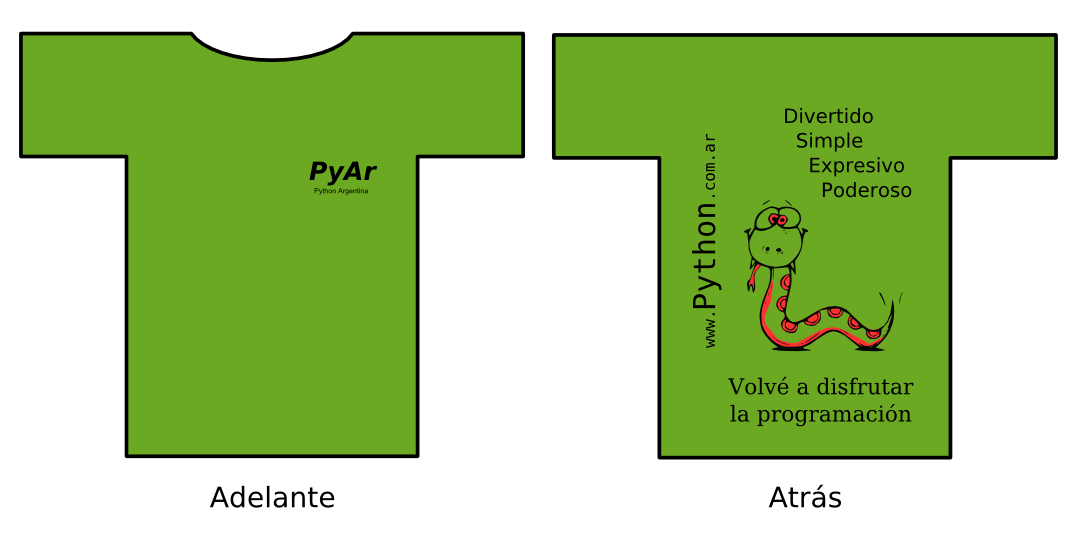 PyAr
Python Argentina
Adelante
Divertido
Simple
Expresivo
Poderoso
www.Python.com.ar
Volvé a disfrutar
la programación
Atrás